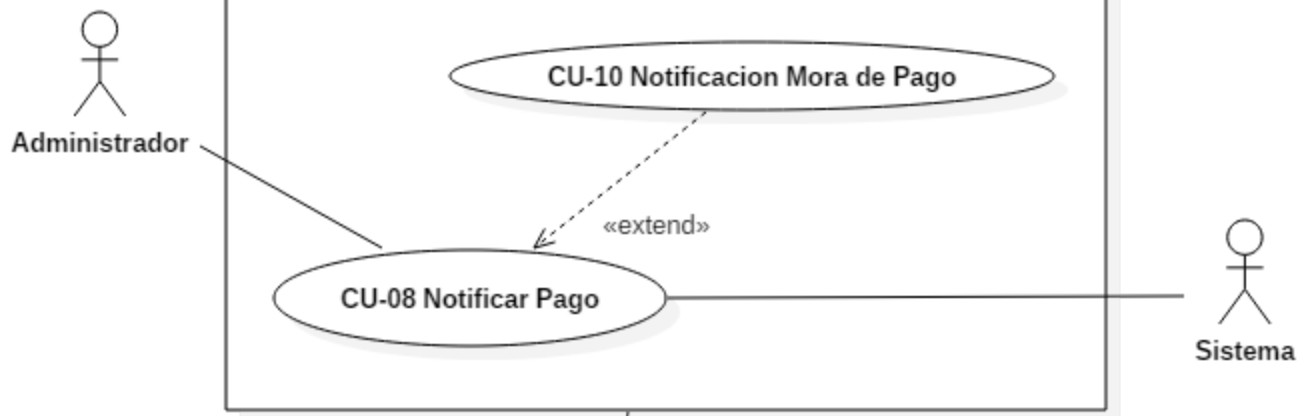 CU-10 Notificacion Mora de Pago
Administrador
«extend»
CU-08 Notificar Pago
Sistema